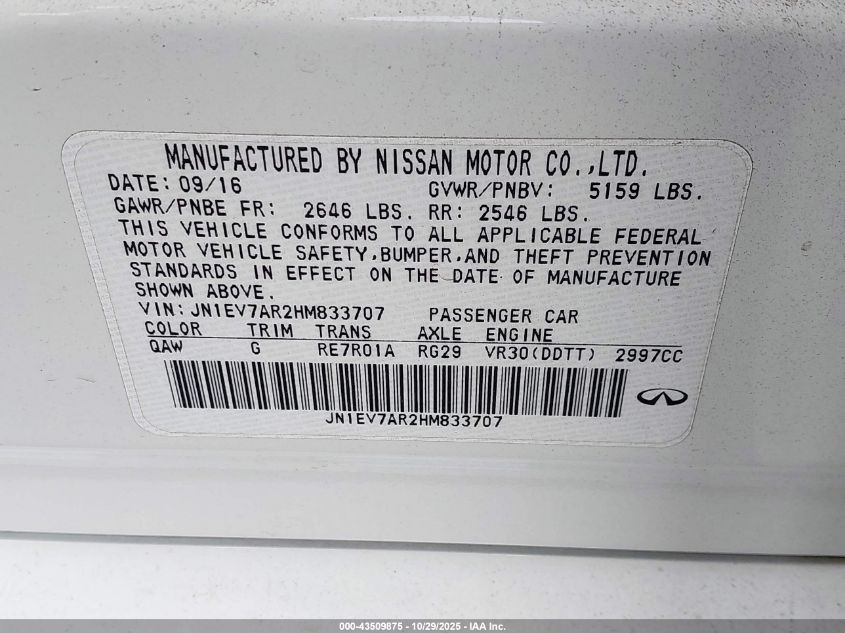 MANUFACTURED BY NISSAN MOTOR CO.,LTD.
DATE: 09/16 GVWR/PNBV: 5159 LBS.
GAWR/PNBE FR: 2646 LBS. RR: 2546 LBS.
THIS VEHICLE CONFORMS TO ALL APPLICABLE FEDERAL
MOTOR VEHICLE SAFETY,BUMPER,AND THEFT PREVENTION
STANDARDS IN EFFECT ON THE DATE OF MANUFACTURE
SHOWN ABOVE.
VIN: JN1EV7AR2HM833707 PASSENGER CAR
COLOR TRIM TRANS AXLE ENGINE
QAW G RE7R01A RG29 VR30(DDTT) 2997CC
JN1EV7AR2HM833707
000-43509875 - 10/29/2025 - IAA Inc.